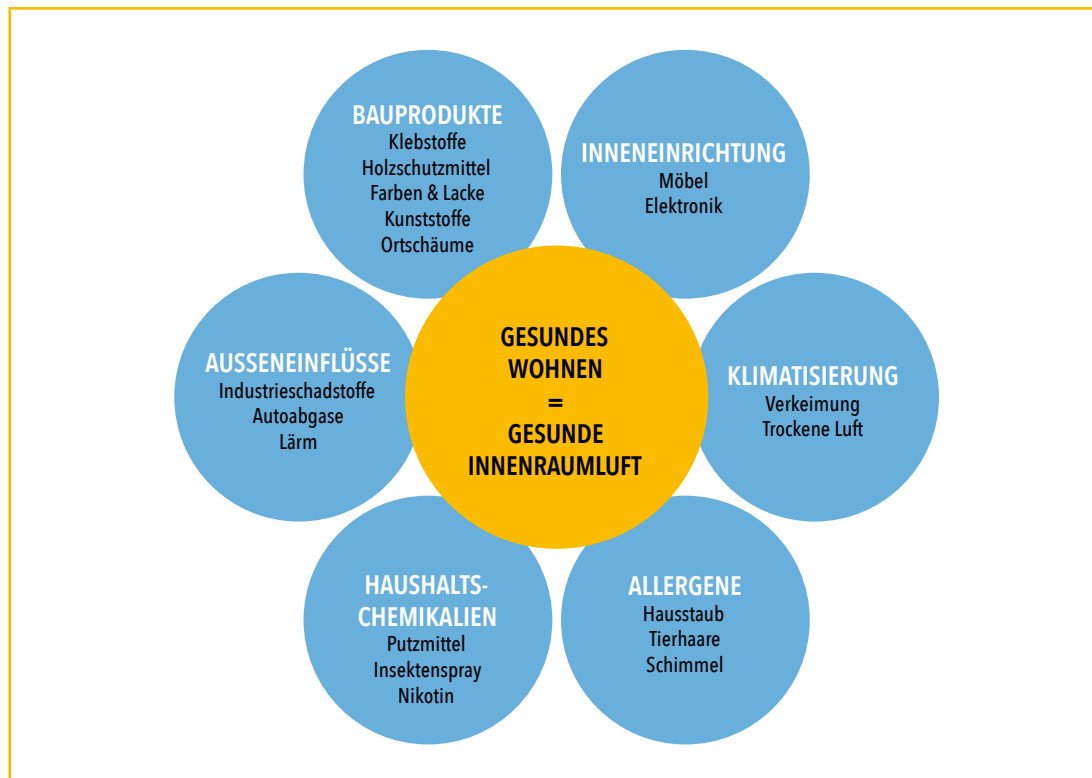 BAUPRODUKTE
Klebstoffe
Holzschutzmittel
Farben & Lacke
Kunststoffe
Ortschäume
INNENEINRICHTUNG
Möbel
Elektronik
AUSSENEINFLÜSSE
Industrieschadstoffe
Autoabgase
Lärm
GESUNDES
WOHNEN
=
GESUNDE
INNENRAUMLUFT
KLIMATISIERUNG
Verkeimung
Trockene Luft
HAUSHALTS-
CHEMIKALIEN
Putzmittel
Insektenspray
Nikotin
ALLERGENE
Hausstaub
Tierhaare
Schimmel